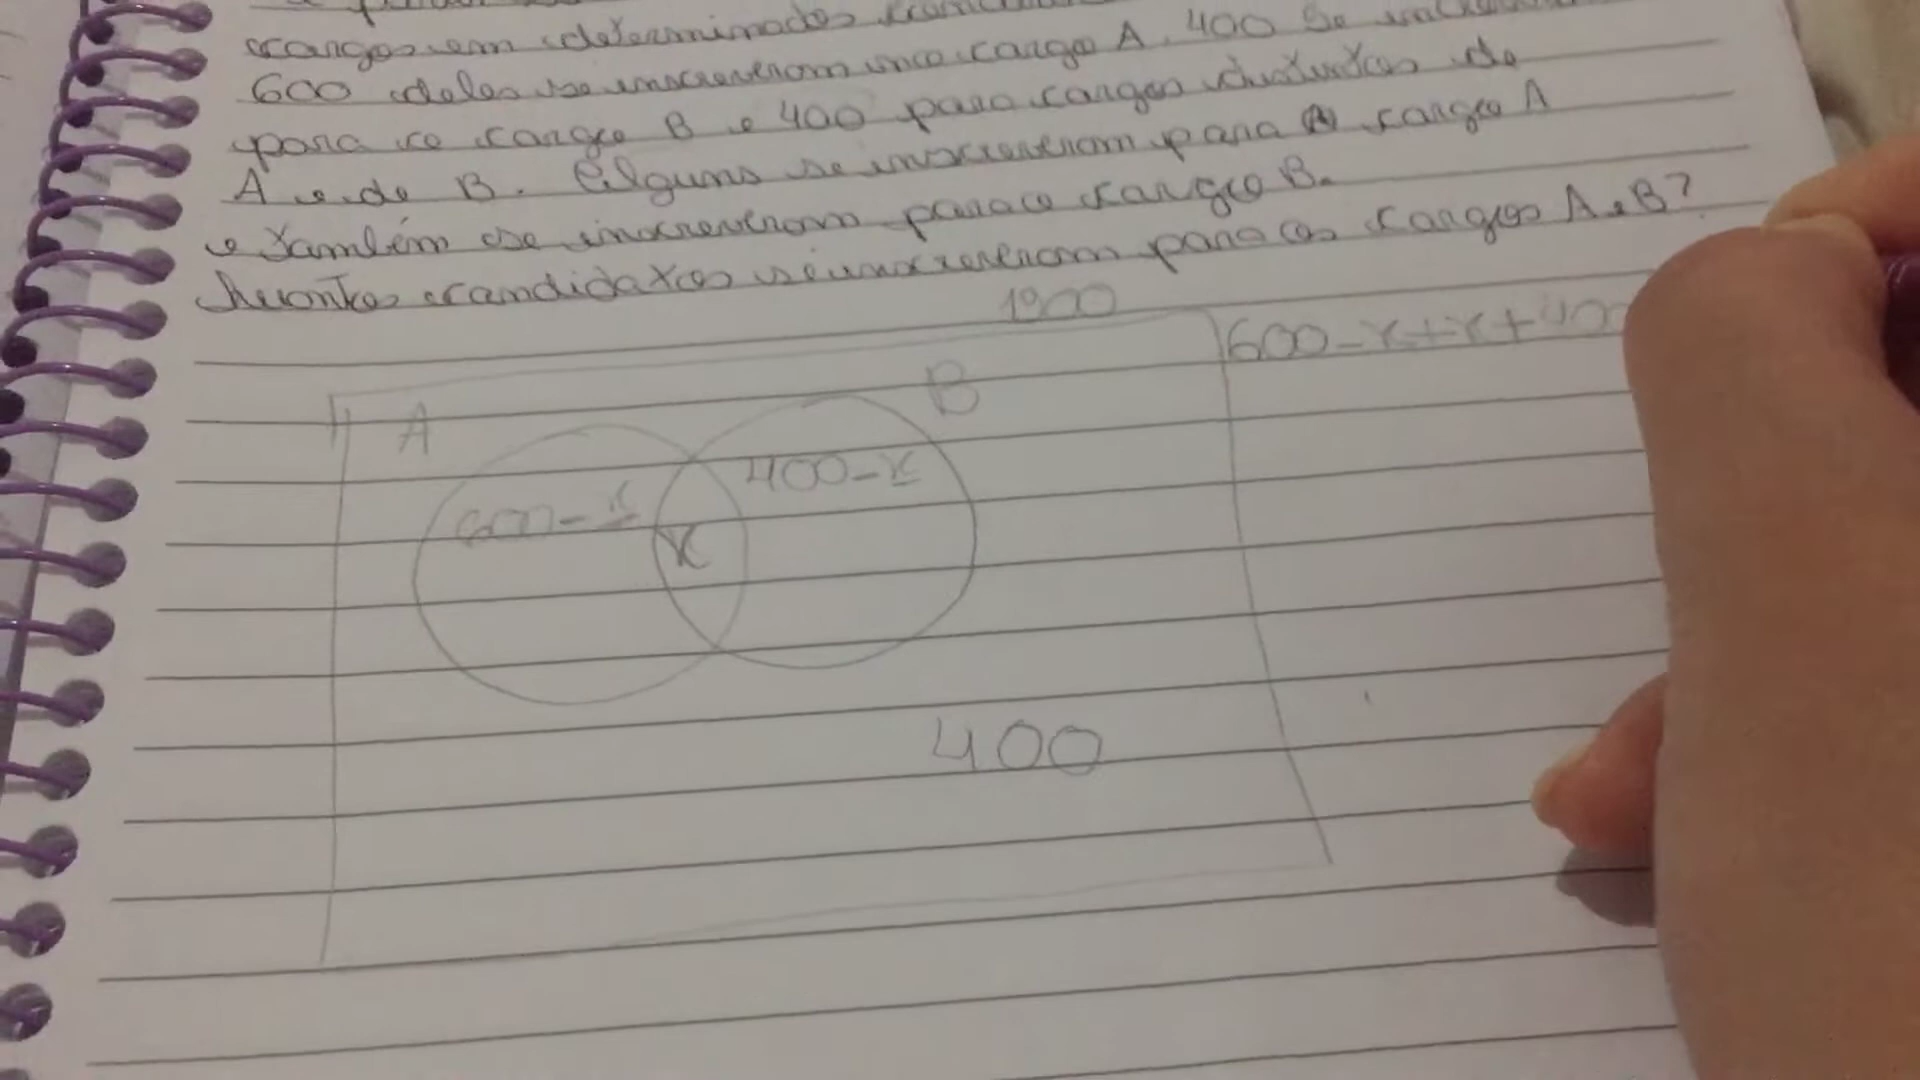 cargos em determinados
600 deles se inscreveram no cargo A. 400 se
para o cargo B e 400 para cargos distintos de
A e de B. Alguns se inscreveram para o cargo A
e também se inscreveram para o cargo B.
Quantos candidatos se inscreveram para os cargos A e B?
600-x+x+400
A
B
600-x
x
400-x
400